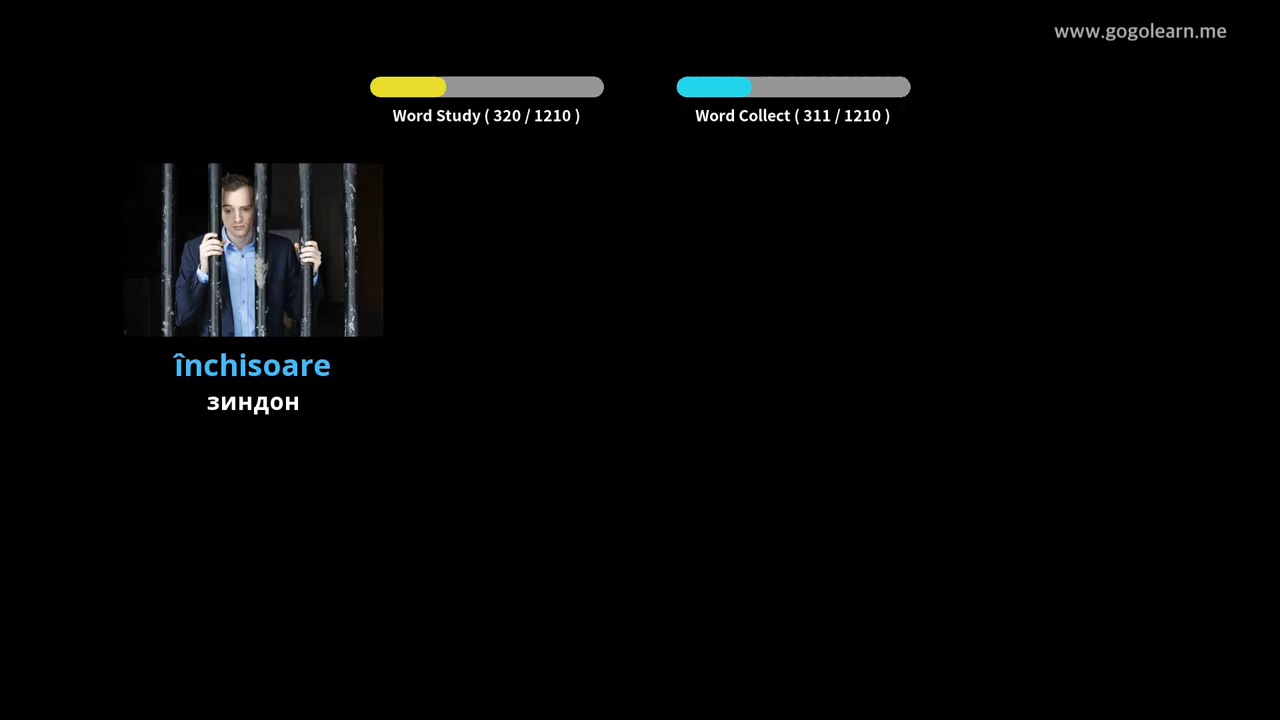 www.gogolearn.me
Word Study ( 320 / 1210 )
Word Collect ( 311 / 1210 )
închisoare
зиндон